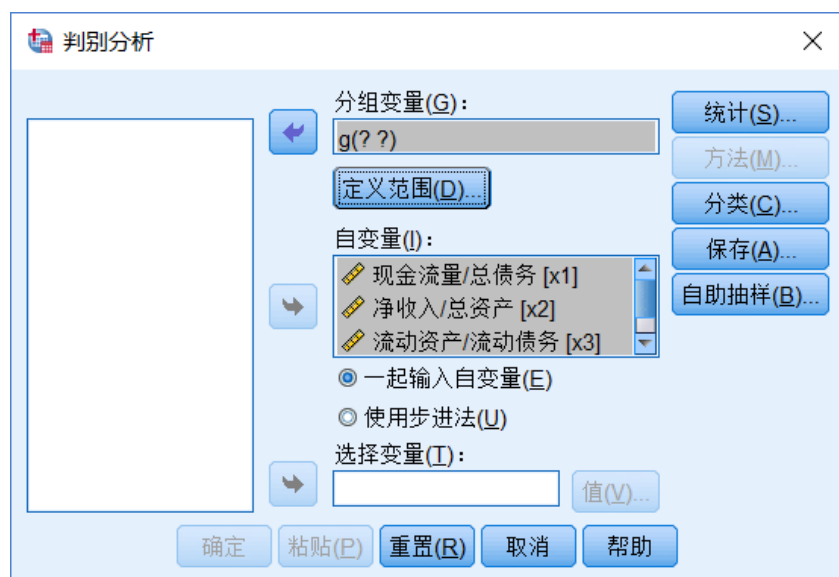 判别分析
分组变量(G)：
g(? ?)
定义范围(D)...
自变量(I)：
现金流量/总债务 [x1]
净收入/总资产 [x2]
流动资产/流动债务 [x3]
一起输入自变量(E)
使用步进法(U)
选择变量(T)：
值(V)...
统计(S)...
方法(M)...
分类(C)...
保存(A)...
自助抽样(B)...
确定
粘贴(P)
重置(R)
取消
帮助